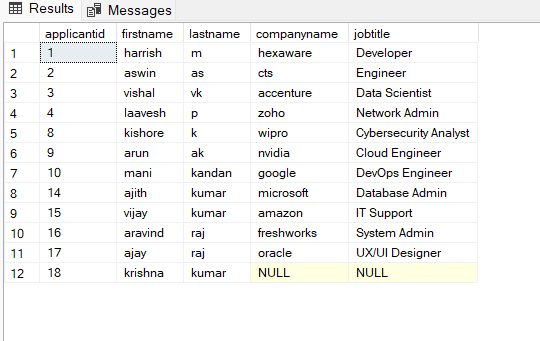 Results Messages
applicantid firstname lastname companyname jobtitle
1 1 harrish m hexaware Developer
2 2 aswin as cts Engineer
3 3 vishal vk accenture Data Scientist
4 4 laavesh p zoho Network Admin
5 8 kishore k wipro Cybersecurity Analyst
6 9 arun ak nvidia Cloud Engineer
7 10 mani kandan google DevOps Engineer
8 14 ajith kumar microsoft Database Admin
9 15 vijay kumar amazon IT Support
10 16 aravind raj freshworks System Admin
11 17 ajay raj oracle UX/UI Designer
12 18 krishna kumar NULL NULL